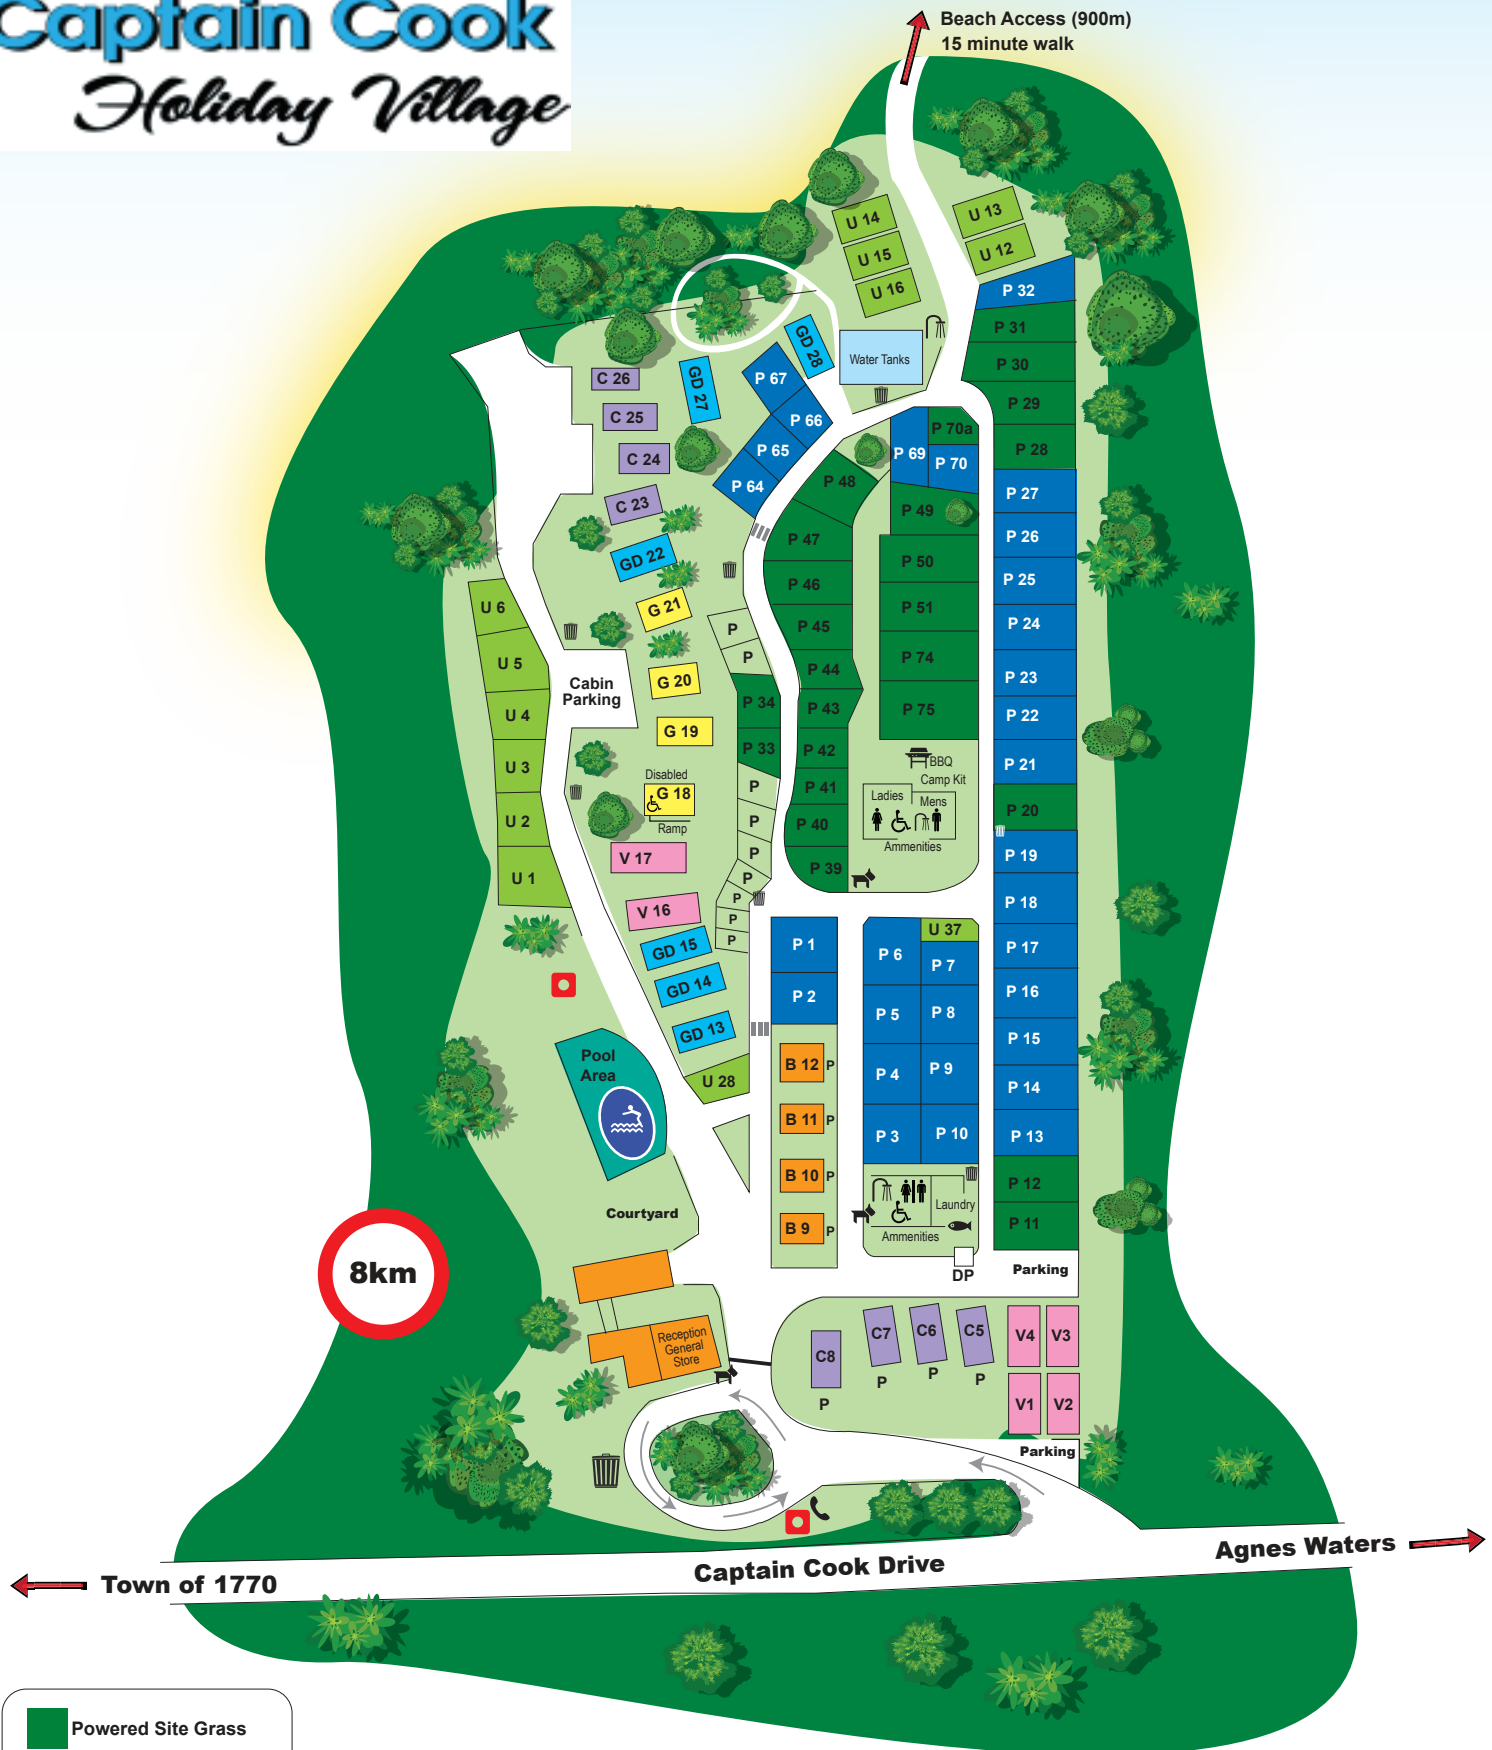 Captain Cook
Holiday Village
Beach Access (900m)
15 minute walk
U 14
U 13
U 15
U 12
U 16
P 32
P 31
Water Tanks
P 30
GD 28
P 67
C 26
GD 27
P 29
C 25
P 66
P 70a
P 28
P 65
P 69
P 70
C 24
P 64
P 48
P 27
C 23
P 49
P 26
P 47
GD 22
P 50
P 25
P 46
U 6
G 21
P 51
P 24
P
P 45
U 5
P
P 74
P 44
P 23
Cabin
Parking
G 20
P 34
P 43
P 75
P 22
U 4
G 19
P 33
P 42
BBQ
Camp Kit
P 21
U 3
Disabled
G 18
Ramp
P
P 41
Ladies
Mens
P 20
U 2
P
P 40
Ammenities
V 17
P
P 39
P 19
U 1
P
P
P
P
V 16
P 18
U 37
GD 15
P 1
P 6
P 7
P 17
GD 14
P 2
P 5
P 8
P 16
GD 13
P 15
Pool
Area
U 28
B 12 P
P 4
P 9
P 14
B 11 P
P 3
P 10
P 13
B 10 P
P 12
Laundry
Courtyard
B 9 P
Ammenities
P 11
DP
Parking
8km
Reception
General
Store
C8
C7
C6
C5
V4
V3
P
P
P
P
V1
V2
Parking
Captain Cook Drive
Agnes Waters
Town of 1770
Powered Site Grass